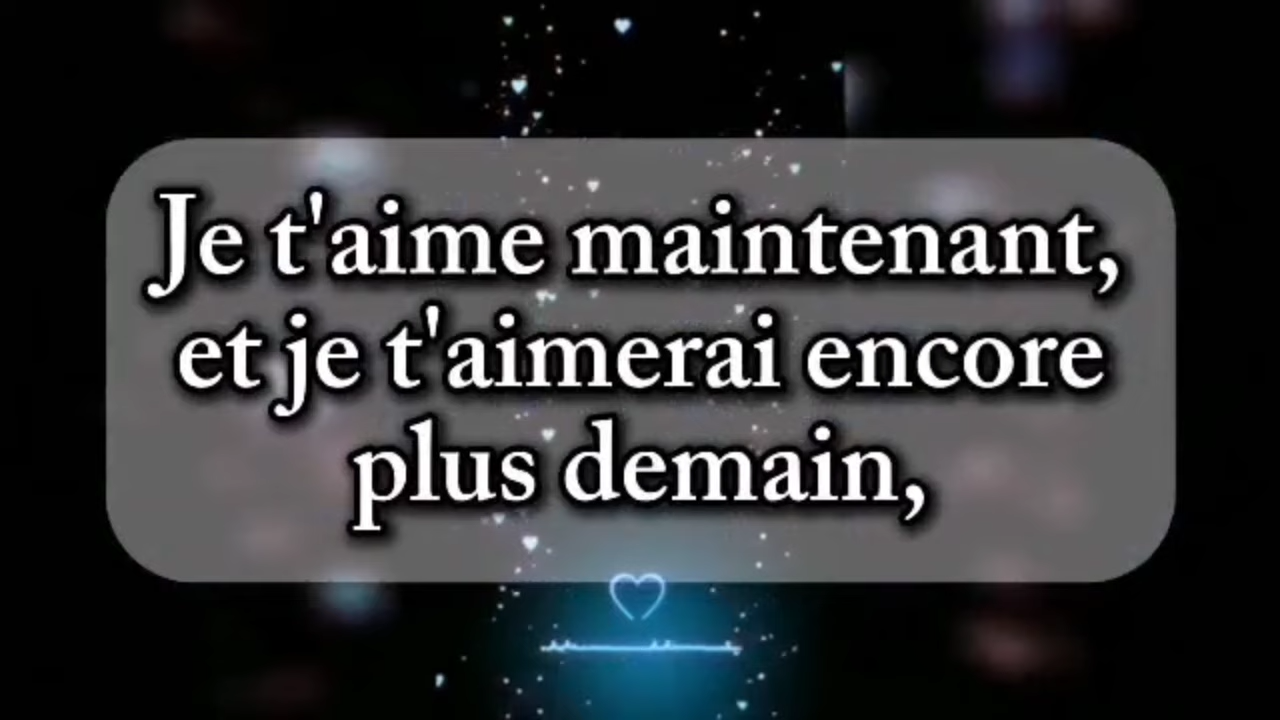 Je t'aime maintenant,
et je t'aimerai encore
plus demain,